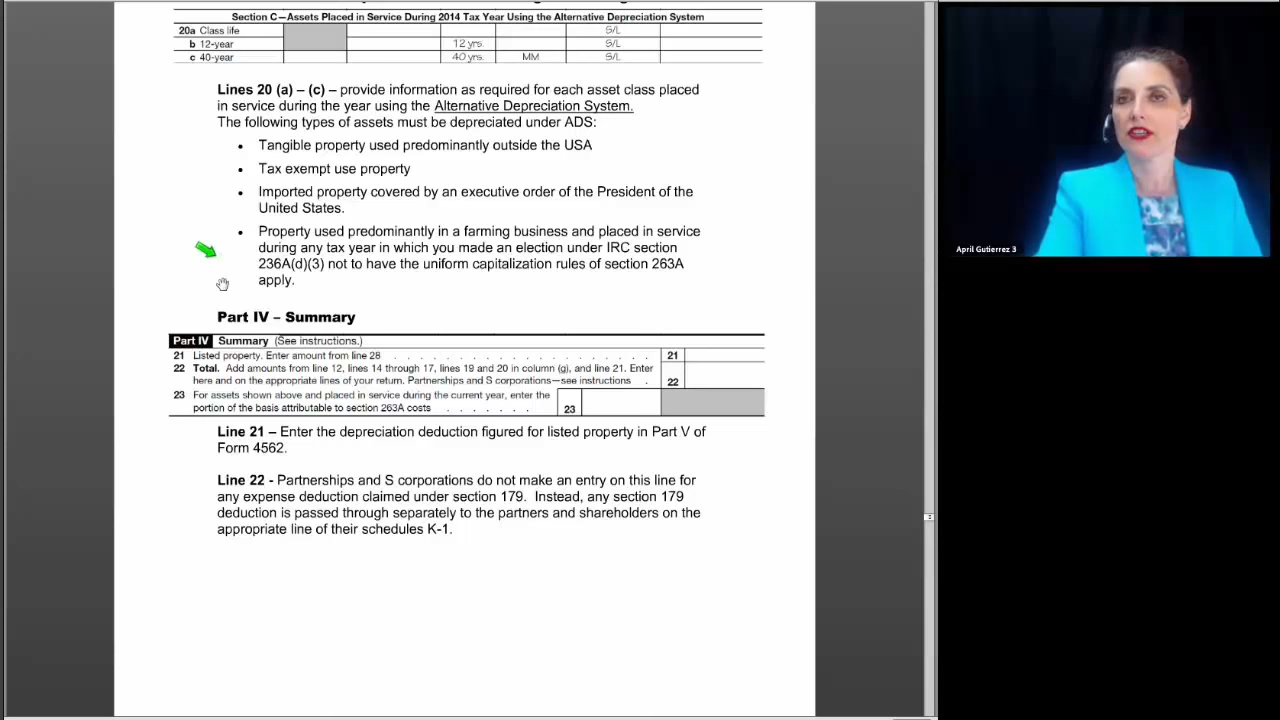 Section C—Assets Placed in Service During 2014 Tax Year Using the Alternative Depreciation System
20a Class life S/L
b 12-year 12 yrs. S/L
c 40-year 40 yrs. MM S/L
Lines 20 (a) – (c) – provide information as required for each asset class placed
in service during the year using the Alternative Depreciation System.
The following types of assets must be depreciated under ADS:
• Tangible property used predominantly outside the USA
• Tax exempt use property
• Imported property covered by an executive order of the President of the
United States.
• Property used predominantly in a farming business and placed in service
during any tax year in which you made an election under IRC section
236A(d)(3) not to have the uniform capitalization rules of section 263A
apply.
Part IV – Summary
Part IV Summary (See instructions.)
21 Listed property. Enter amount from line 28 . . . . . . . . . . . . . . . . . 21
22 Total. Add amounts from line 12, lines 14 through 17, lines 19 and 20 in column (g), and line 21. Enter
here and on the appropriate lines of your return. Partnerships and S corporations—see instructions . 22
23 For assets shown above and placed in service during the current year, enter the
portion of the basis attributable to section 263A costs . . . . . . . 23
Line 21 – Enter the depreciation deduction figured for listed property in Part V of
Form 4562.
Line 22 - Partnerships and S corporations do not make an entry on this line for
any expense deduction claimed under section 179. Instead, any section 179
deduction is passed through separately to the partners and shareholders on the
appropriate line of their schedules K-1.
April Gutierrez 3